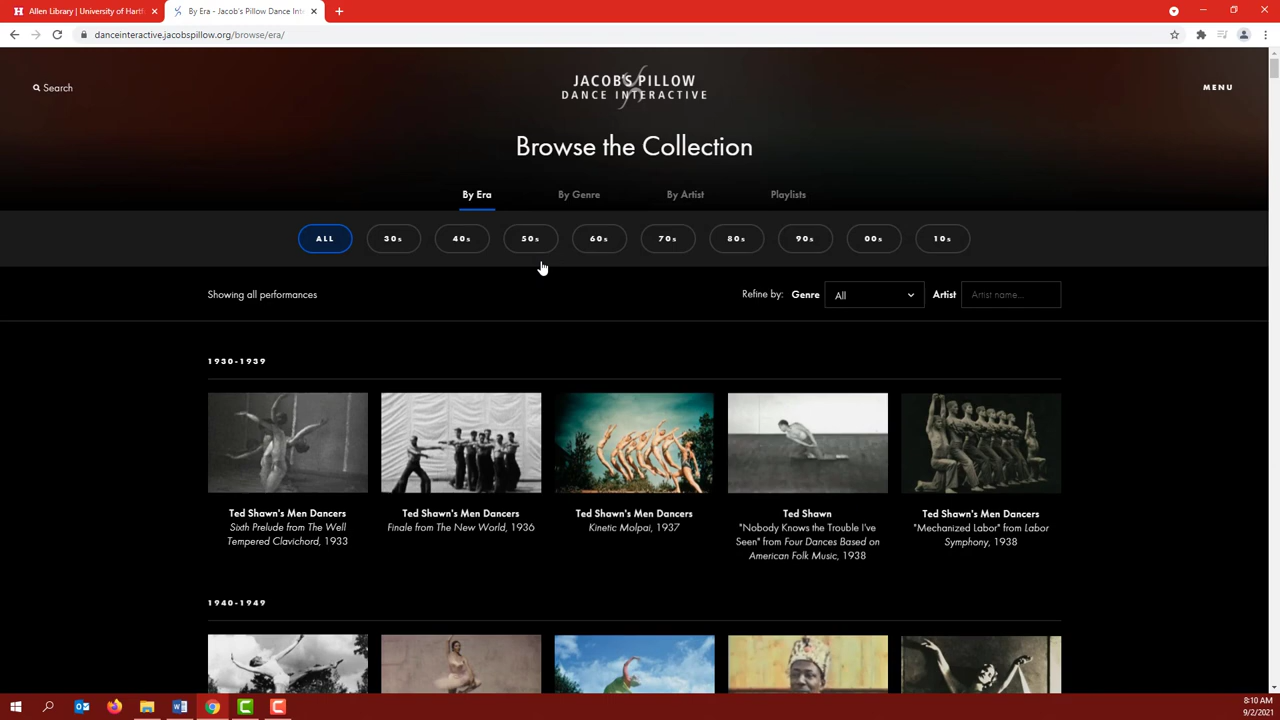 Allen Library | University of Hartf
By Era - Jacob's Pillow Dance Inte
danceinteractive.jacobspillow.org/browse/era/
Search
JACOB'S PILLOW
DANCE INTERACTIVE
MENU
Browse the Collection
By Era
By Genre
By Artist
Playlists
ALL
30s
40s
50s
60s
70s
80s
90s
00s
10s
Showing all performances
Refine by:
Genre
All
Artist
Artist name...
1930-1939
Ted Shawn's Men Dancers
Sixth Prelude from The Well
Tempered Clavichord, 1933
Ted Shawn's Men Dancers
Finale from The New World, 1936
Ted Shawn's Men Dancers
Kinetic Molpai, 1937
Ted Shawn
"Nobody Knows the Trouble I've
Seen" from Four Dances Based on
American Folk Music, 1938
Ted Shawn's Men Dancers
"Mechanized Labor" from Labor
Symphony, 1938
1940-1949
8:10 AM
9/2/2021